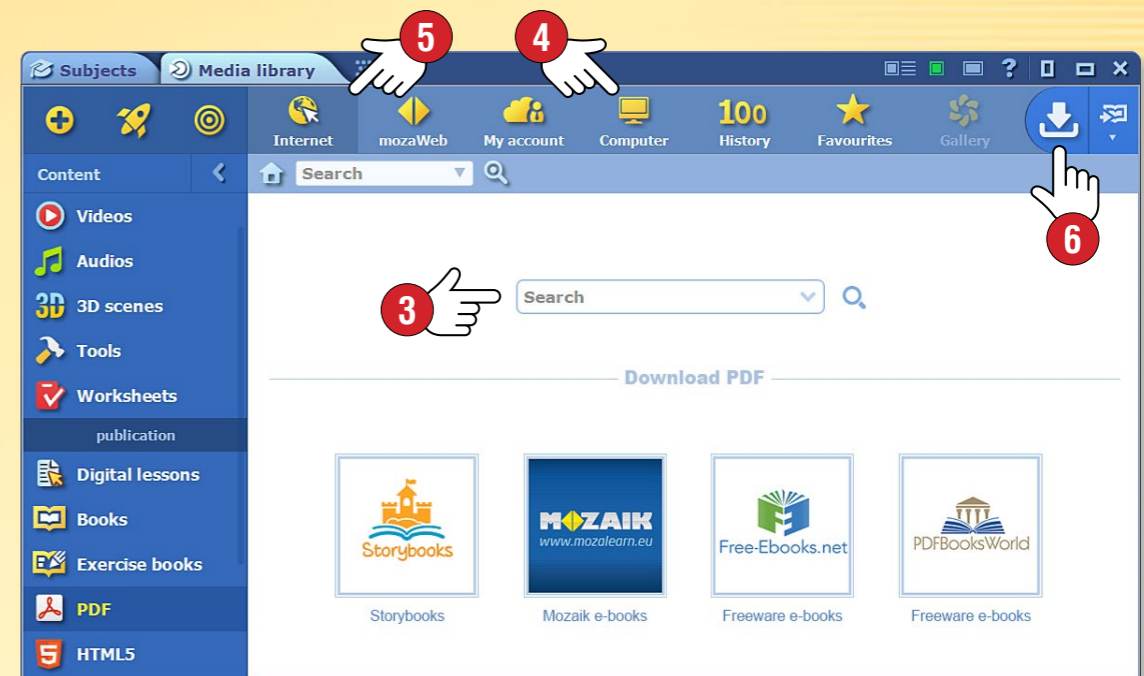 5
4
Subjects
Media library
?
Internet
mozaWeb
My account
Computer
100
History
Favourites
Gallery
Content
Search
Videos
Audios
3D
3D scenes
Tools
Worksheets
publication
Digital lessons
Books
Exercise books
PDF
HTML5
6
3
Search
Download PDF
Storybooks
MOZAIK
www.mozalearn.eu
Free-Ebooks.net
PDFBooksWorld
Storybooks
Mozaik e-books
Freeware e-books
Freeware e-books